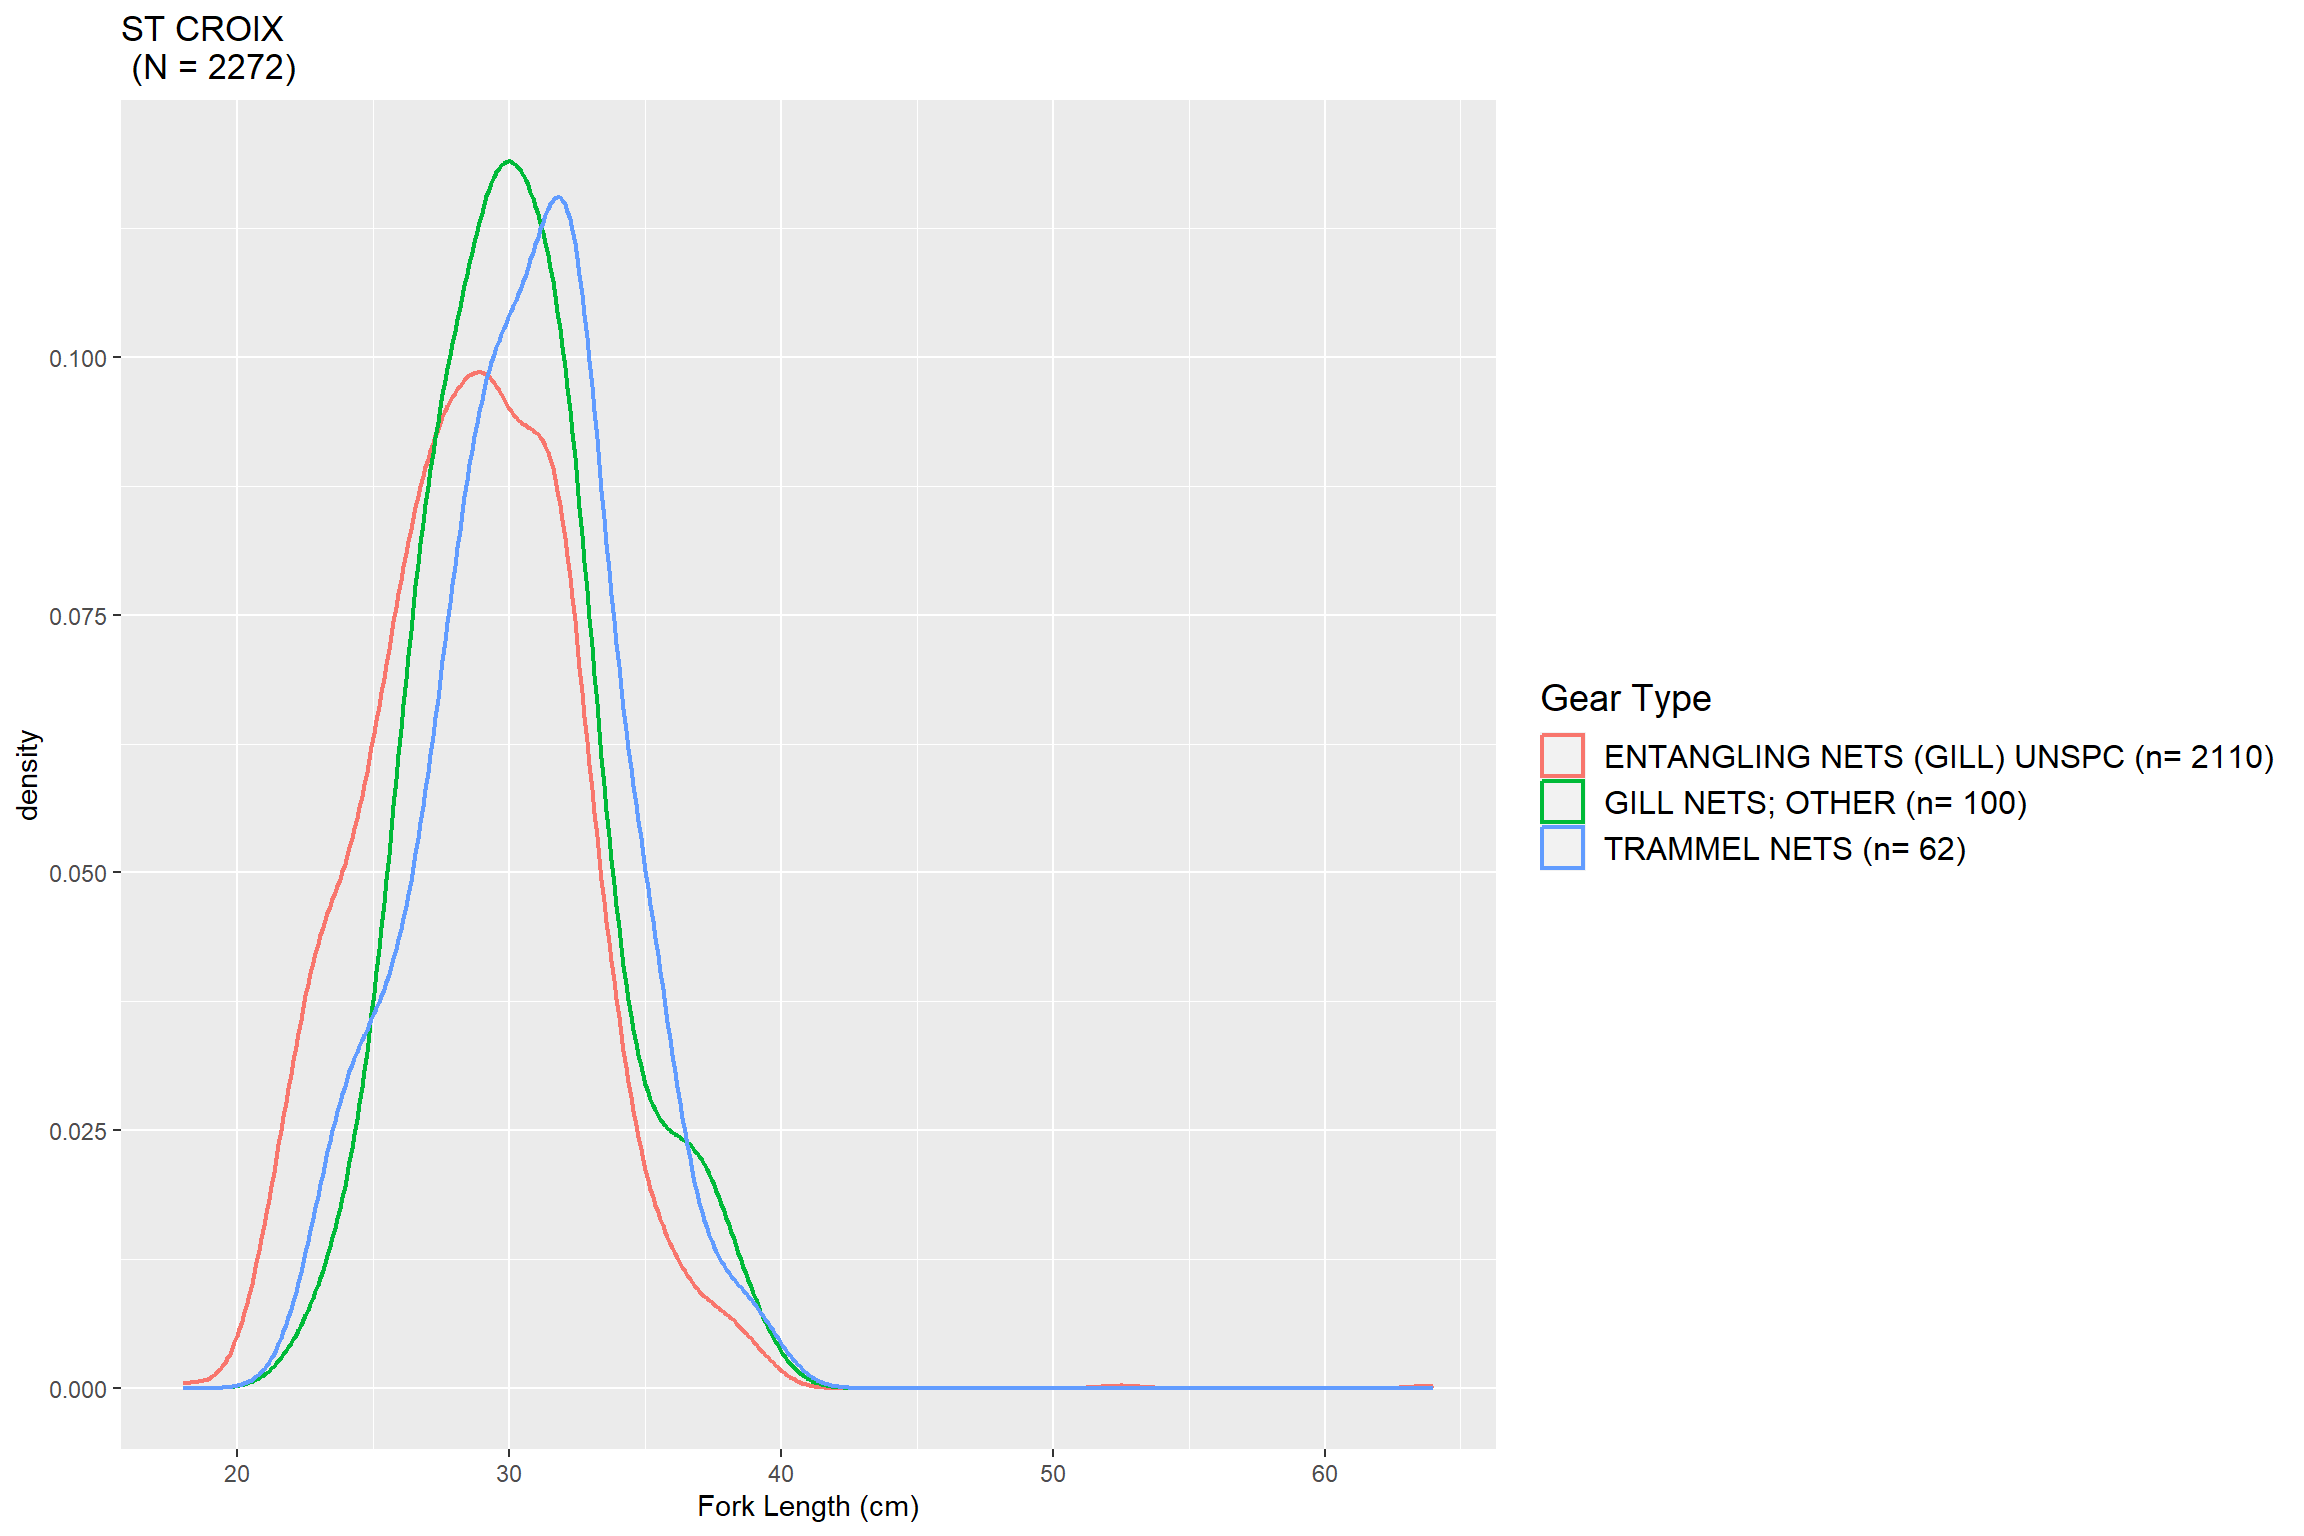 ST CROIX
(N = 2272)
0.100
0.075
0.050
0.025
0.000
density
20 30 40 50 60
Fork Length (cm)
Gear Type
ENTANGLING NETS (GILL) UNSPC (n= 2110)
GILL NETS; OTHER (n= 100)
TRAMMEL NETS (n= 62)